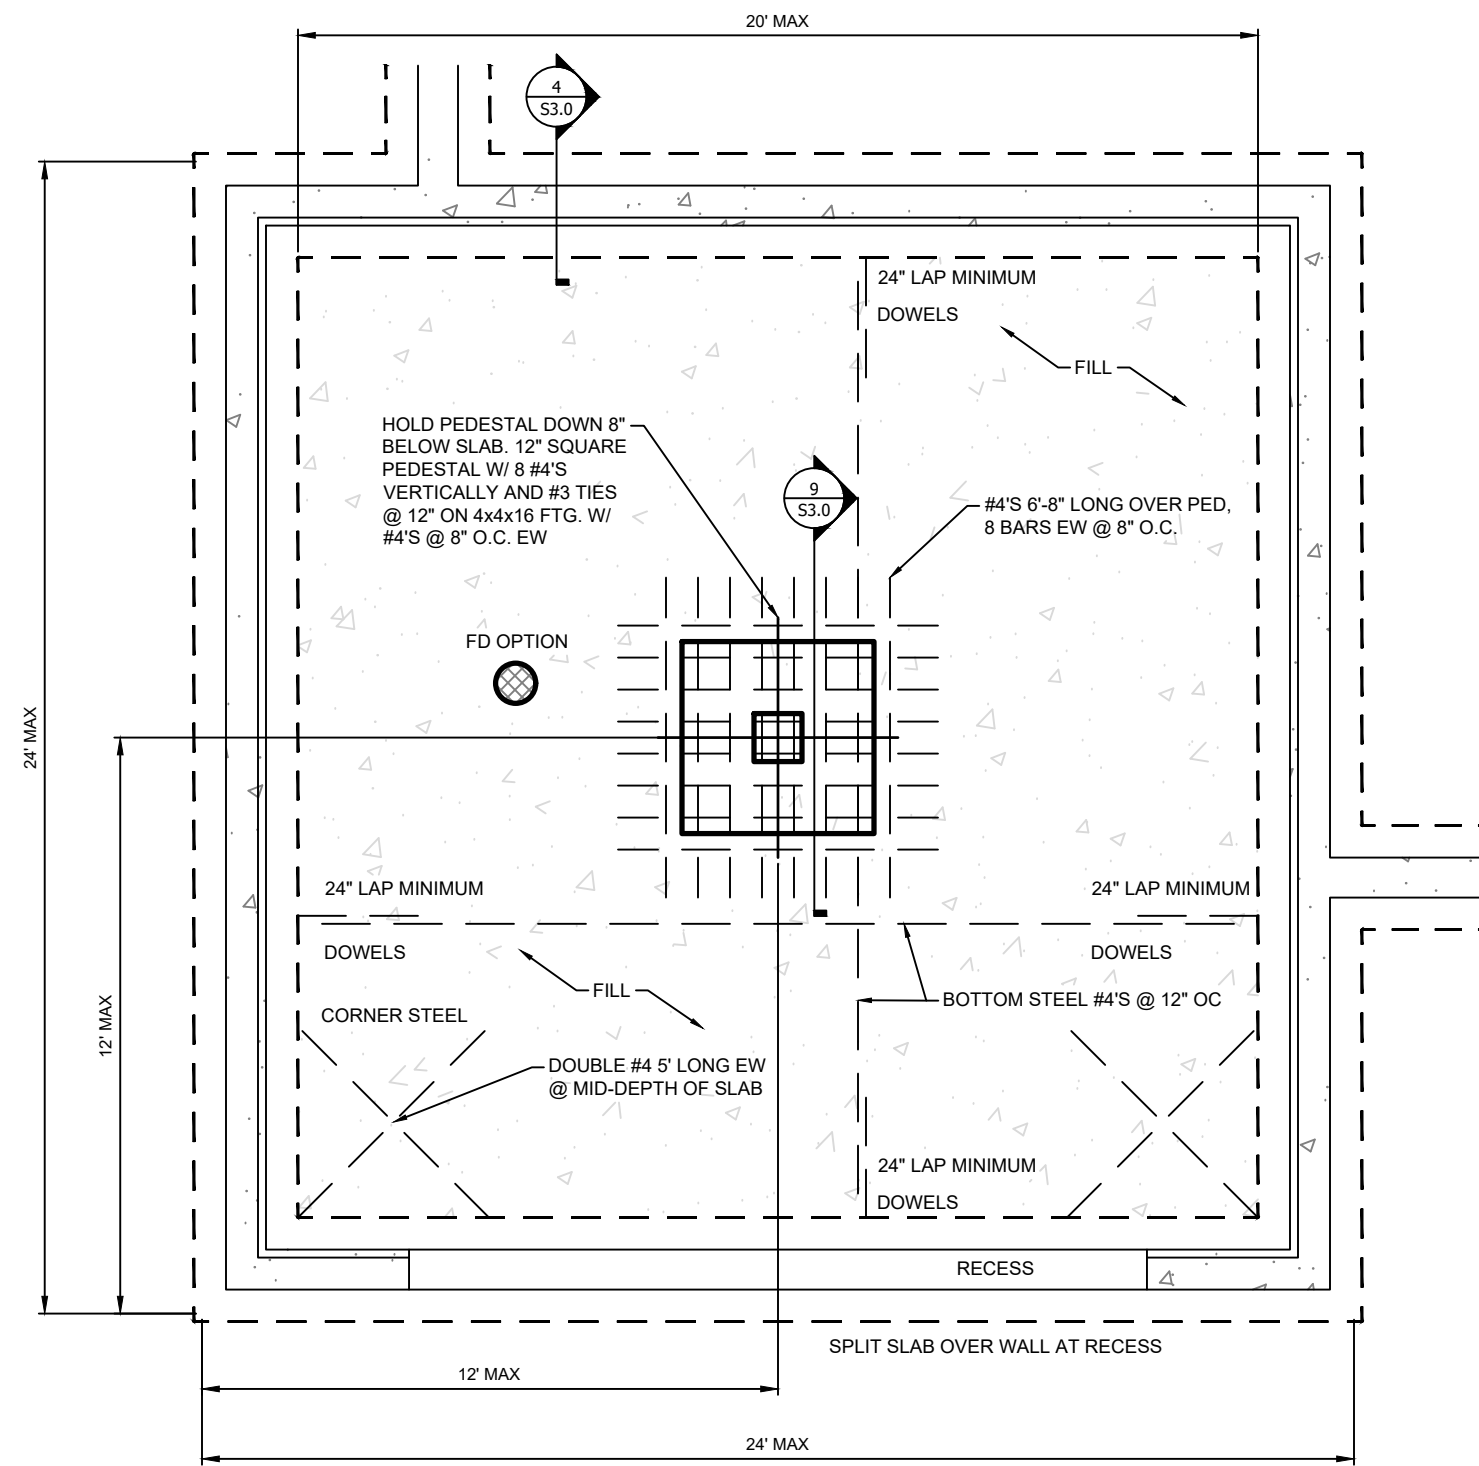 20' MAX
4
S3.0
24" LAP MINIMUM
DOWELS
FILL
HOLD PEDESTAL DOWN 8"
BELOW SLAB. 12" SQUARE
PEDESTAL W/ 8 #4'S
VERTICALLY AND #3 TIES
@ 12" ON 4x4x16 FTG. W/
#4'S @ 8" O.C. EW
9
S3.0
#4'S 6'-8" LONG OVER PED,
8 BARS EW @ 8" O.C.
FD OPTION
24' MAX
12' MAX
24" LAP MINIMUM
DOWELS
24" LAP MINIMUM
DOWELS
FILL
BOTTOM STEEL #4'S @ 12" OC
CORNER STEEL
DOUBLE #4 5' LONG EW
@ MID-DEPTH OF SLAB
24" LAP MINIMUM
DOWELS
RECESS
SPLIT SLAB OVER WALL AT RECESS
12' MAX
24' MAX